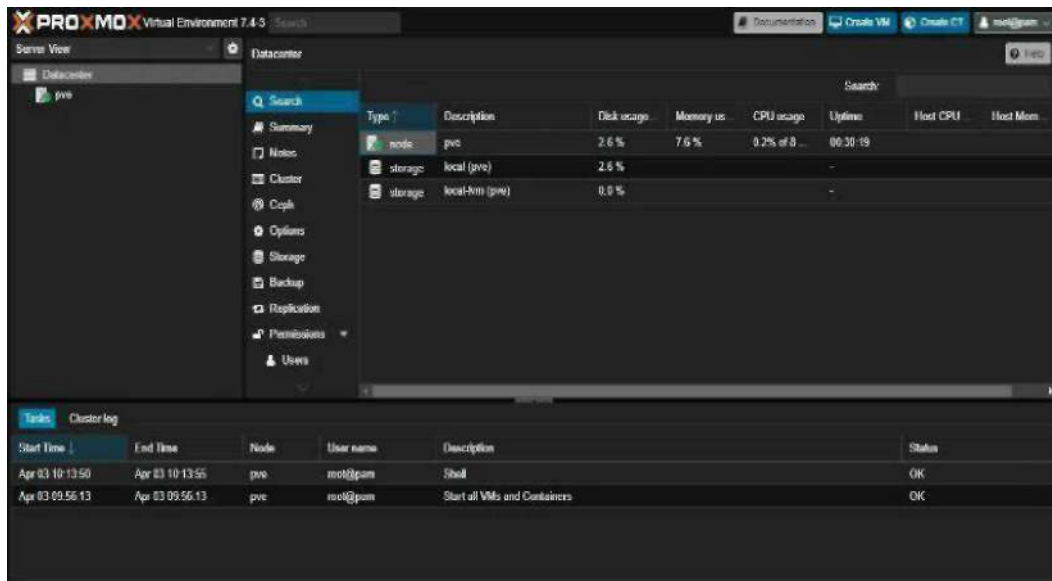 PROXMOX Virtual Environment 7.4-3 Search Documentation Create VM Create CT root@pam
Server View Datacenter Help
Datacenter
pve
Search:
Search
Summary
Notes
Cluster
Ceph
Options
Storage
Backup
Replication
Permissions
Users
Type Description Disk usage... Memory us... CPU usage Uptime Host CPU ... Host Mem...
node pve 2.6 % 7.6 % 0.2% of 8 ... 00:30:19
storage local (pve) 2.6 % -
storage local-lvm (pve) 0.0 % -
Tasks Cluster log
Start Time End Time Node User name Description Status
Apr 03 10:13:50 Apr 03 10:13:55 pve root@pam Shell OK
Apr 03 09:56:13 Apr 03 09:56:13 pve root@pam Start all VMs and Containers OK